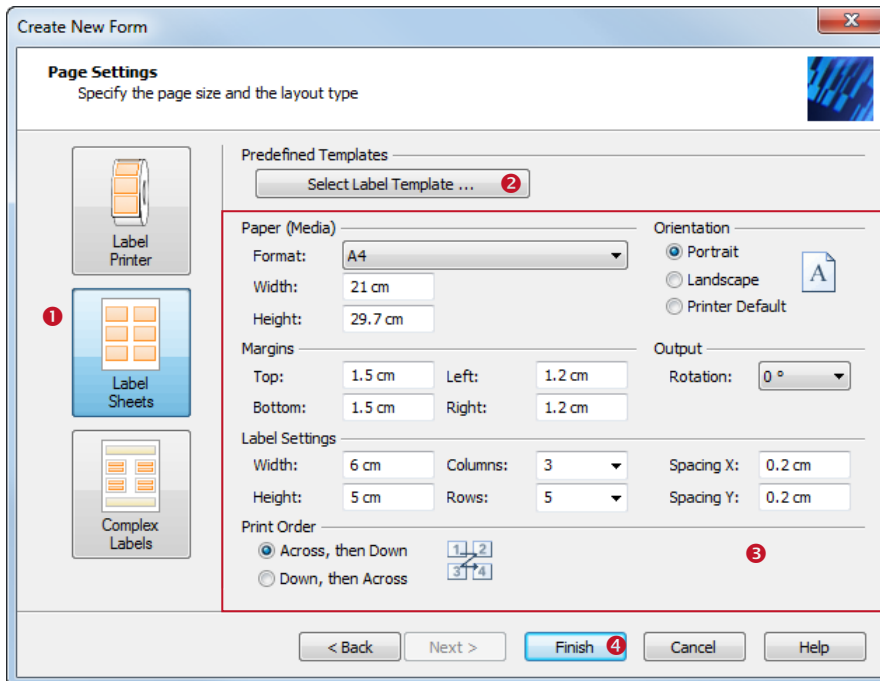 Create New Form
Page Settings
Specify the page size and the layout type
Label
Printer
1
Label
Sheets
Complex
Labels
Predefined Templates
Select Label Template ... 2
Paper (Media)
Format: A4
Width: 21 cm
Height: 29.7 cm
Orientation
Portrait
Landscape
Printer Default
A
Margins
Top: 1.5 cm Left: 1.2 cm
Bottom: 1.5 cm Right: 1.2 cm
Output
Rotation: 0 °
Label Settings
Width: 6 cm Columns: 3 Spacing X: 0.2 cm
Height: 5 cm Rows: 5 Spacing Y: 0.2 cm
Print Order
Across, then Down
Down, then Across
1 2
3 4
3
< Back Next > Finish 4 Cancel Help